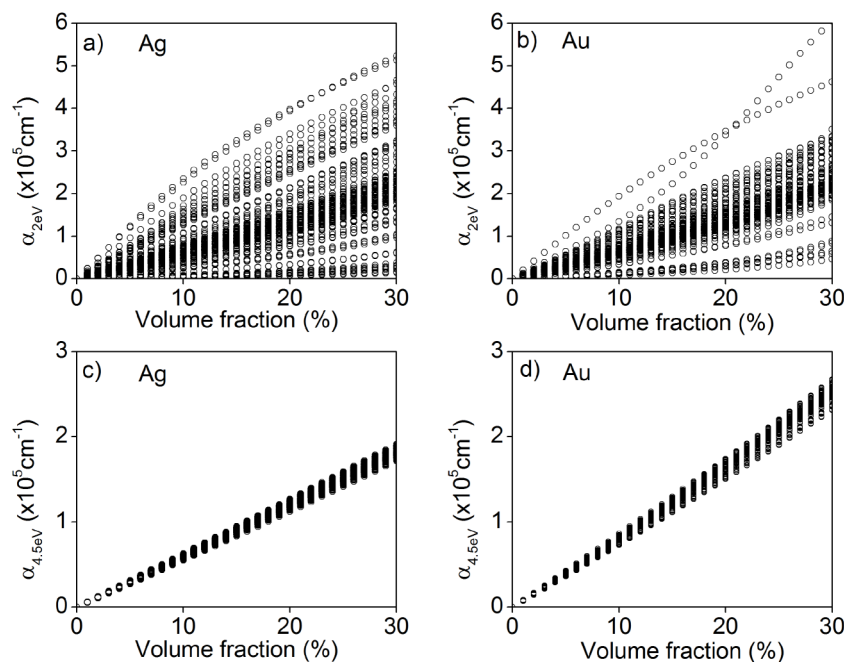 a) Ag
6
5
4
3
2
1
0
α2eV (x10⁵cm⁻¹)
0 10 20 30
Volume fraction (%)
b) Au
6
5
4
3
2
1
0
α2eV (x10⁵cm⁻¹)
0 10 20 30
Volume fraction (%)
c) Ag
3
2
1
0
α4.5eV (x10⁵cm⁻¹)
0 10 20 30
Volume fraction (%)
d) Au
3
2
1
0
α4.5eV (x10⁵cm⁻¹)
0 10 20 30
Volume fraction (%)